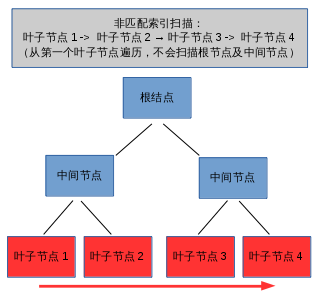 非匹配索引扫描：
叶子节点 1 -> 叶子节点 2 → 叶子节点 3 -> 叶子节点 4
（从第一个叶子节点遍历，不会扫描根节点及中间节点）
根结点
中间节点
中间节点
叶子节点 1
叶子节点 2
叶子节点 3
叶子节点 4